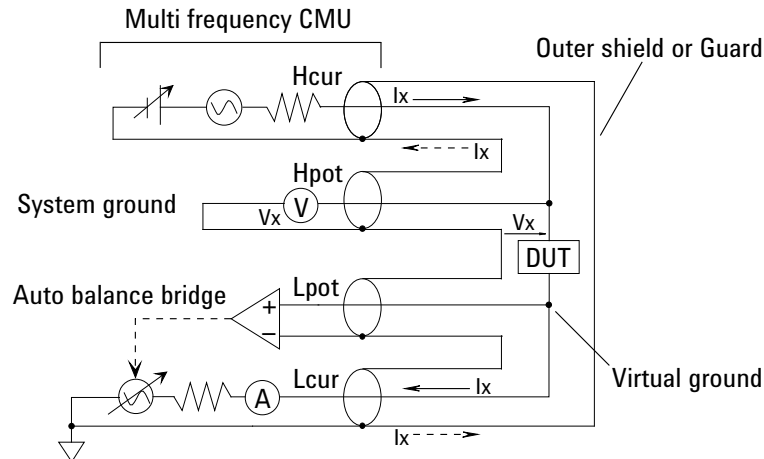 Multi frequency CMU
Outer shield or Guard
Hcur
Ix
Ix
Hpot
System ground
V
Vx
Vx
DUT
Lpot
Auto balance bridge
+
−
Virtual ground
Lcur
A
Ix
Ix